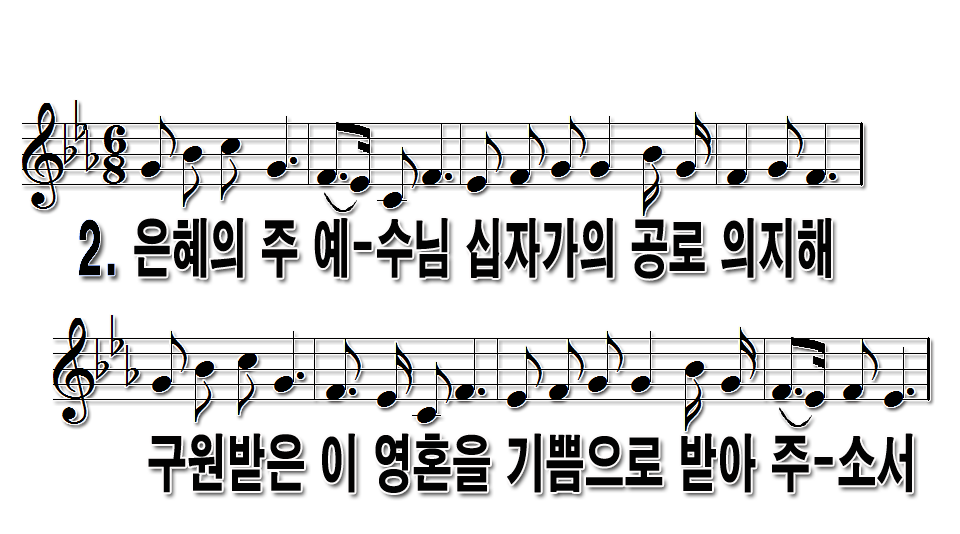 6
8
2. 은혜의 주 예-수님 십자가의 공로 의지해
구원받은 이 영혼을 기쁨으로 받아 주-소서